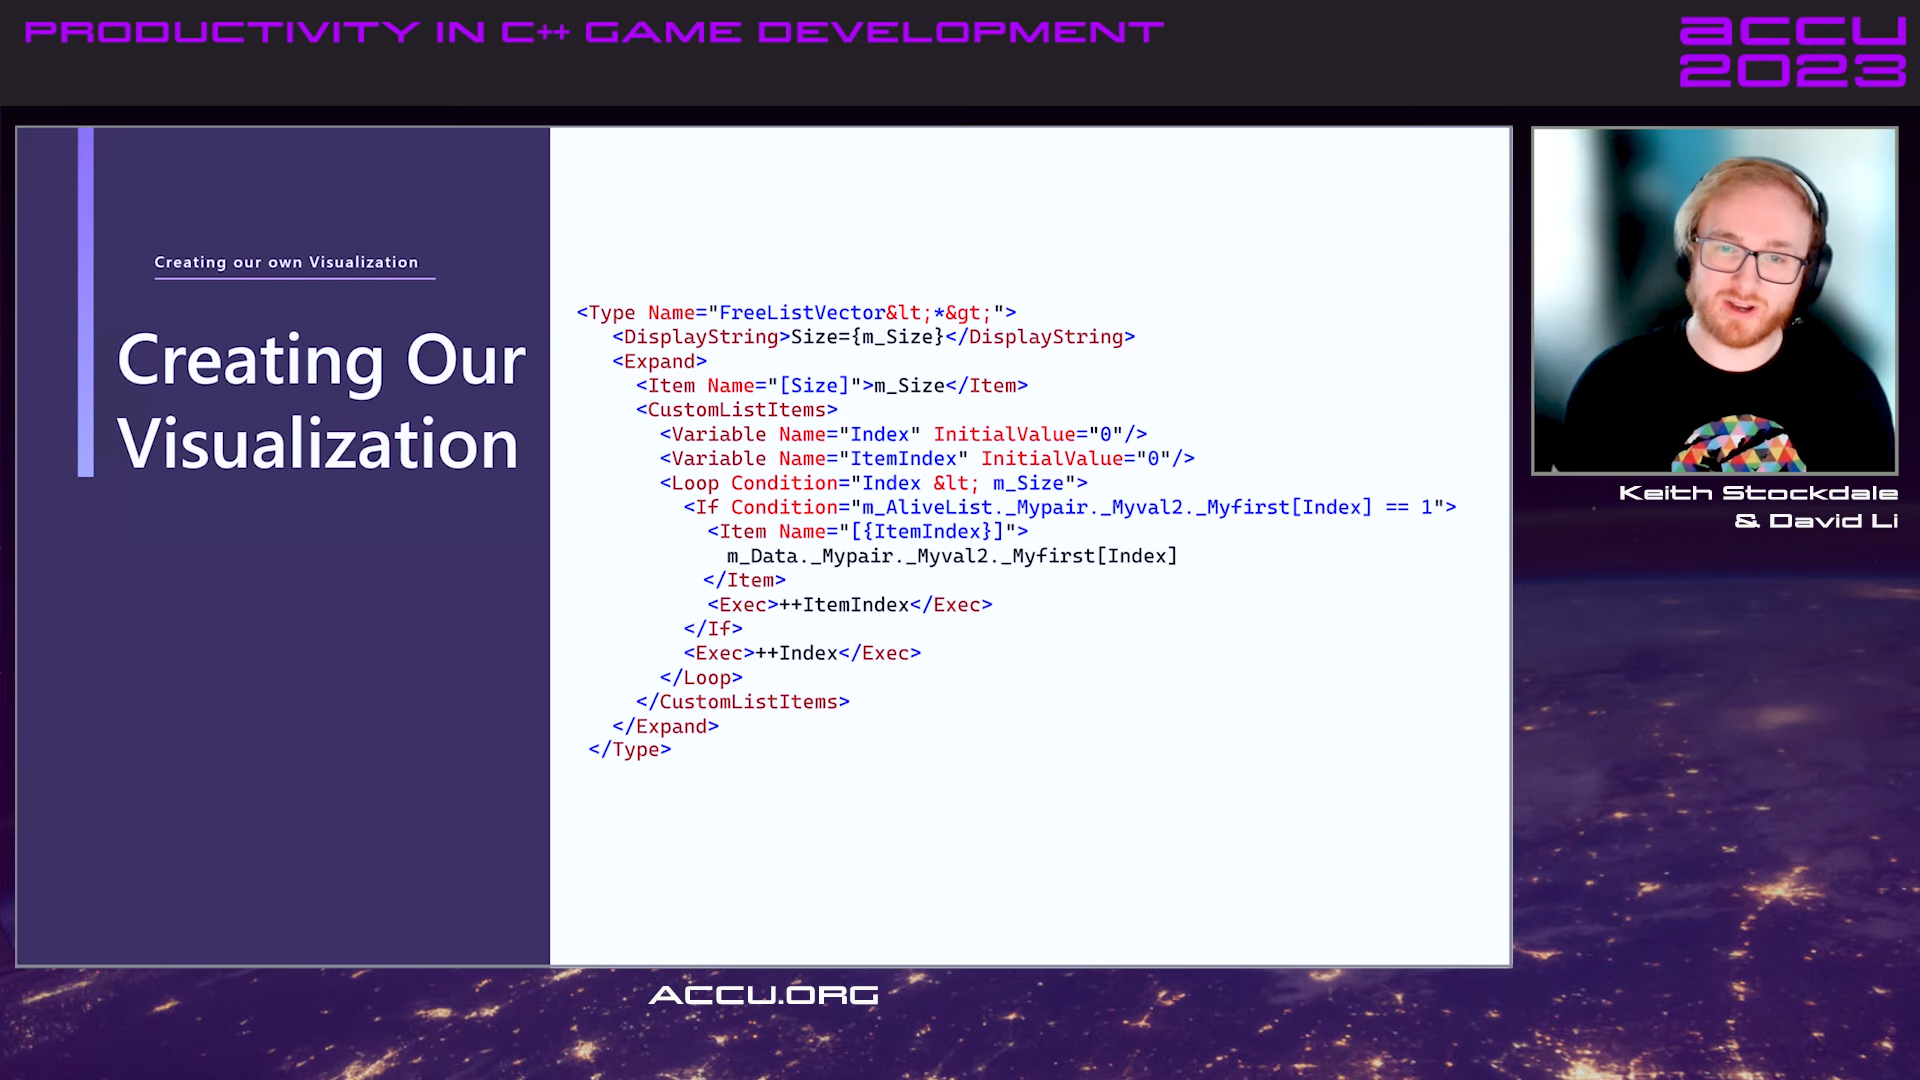 PRODUCTIVITY IN C++ GAME DEVELOPMENT
accu
2023
Creating our own Visualization
Creating Our
Visualization
<Type Name="FreeListVector&lt;*&gt;">
<DisplayString>Size={m_Size}</DisplayString>
<Expand>
<Item Name="[Size]">m_Size</Item>
<CustomListItems>
<Variable Name="Index" InitialValue="0"/>
<Variable Name="ItemIndex" InitialValue="0"/>
<Loop Condition="Index &lt; m_Size">
<If Condition="m_AliveList._Mypair._Myval2._Myfirst[Index] == 1">
<Item Name="[{ItemIndex}]">
m_Data._Mypair._Myval2._Myfirst[Index]
</Item>
<Exec>++ItemIndex</Exec>
</If>
<Exec>++Index</Exec>
</Loop>
</CustomListItems>
</Expand>
</Type>
Keith Stockdale
& David Li
ACCU.ORG